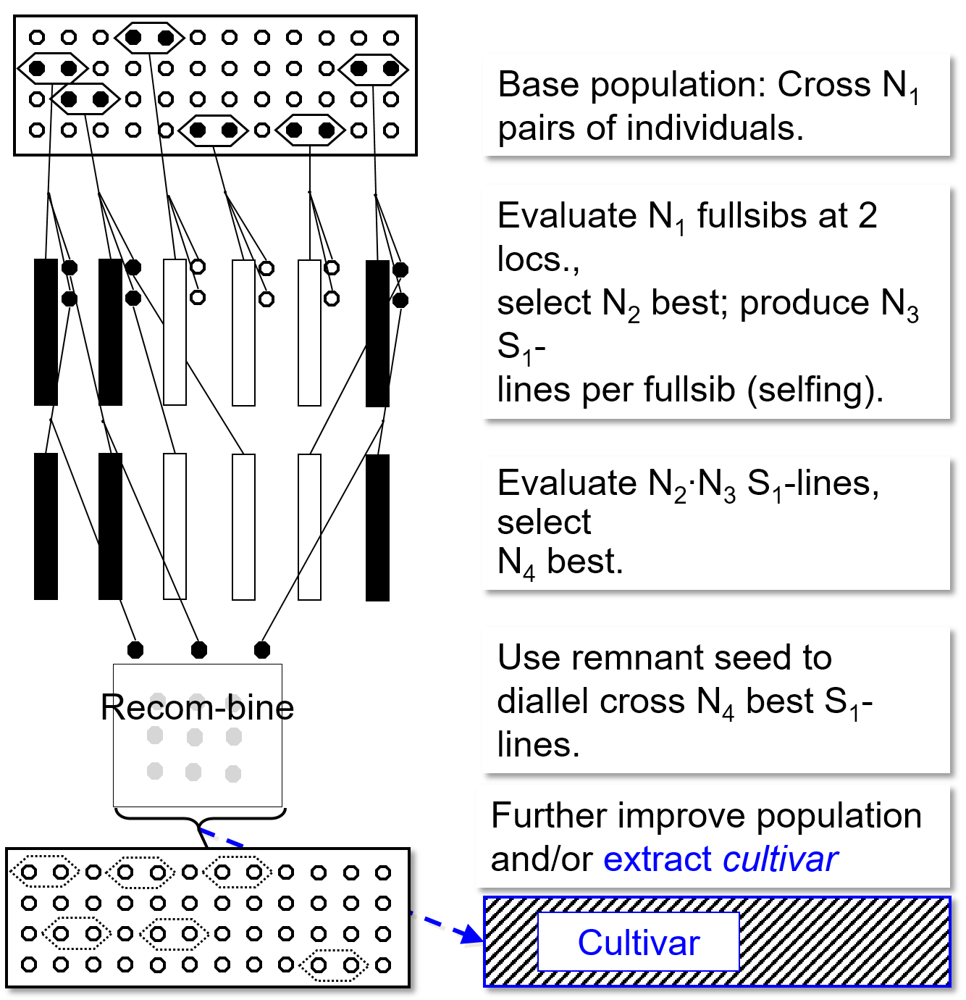 Base population: Cross N₁
pairs of individuals.
Evaluate N₁ fullsibs at 2
locs.,
select N₂ best; produce N₃
S₁-
lines per fullsib (selfing).
Evaluate N₂·N₃ S₁-lines,
select
N₄ best.
Use remnant seed to
diallel cross N₄ best S₁-
lines.
Recom-bine
Further improve population
and/or extract cultivar
Cultivar